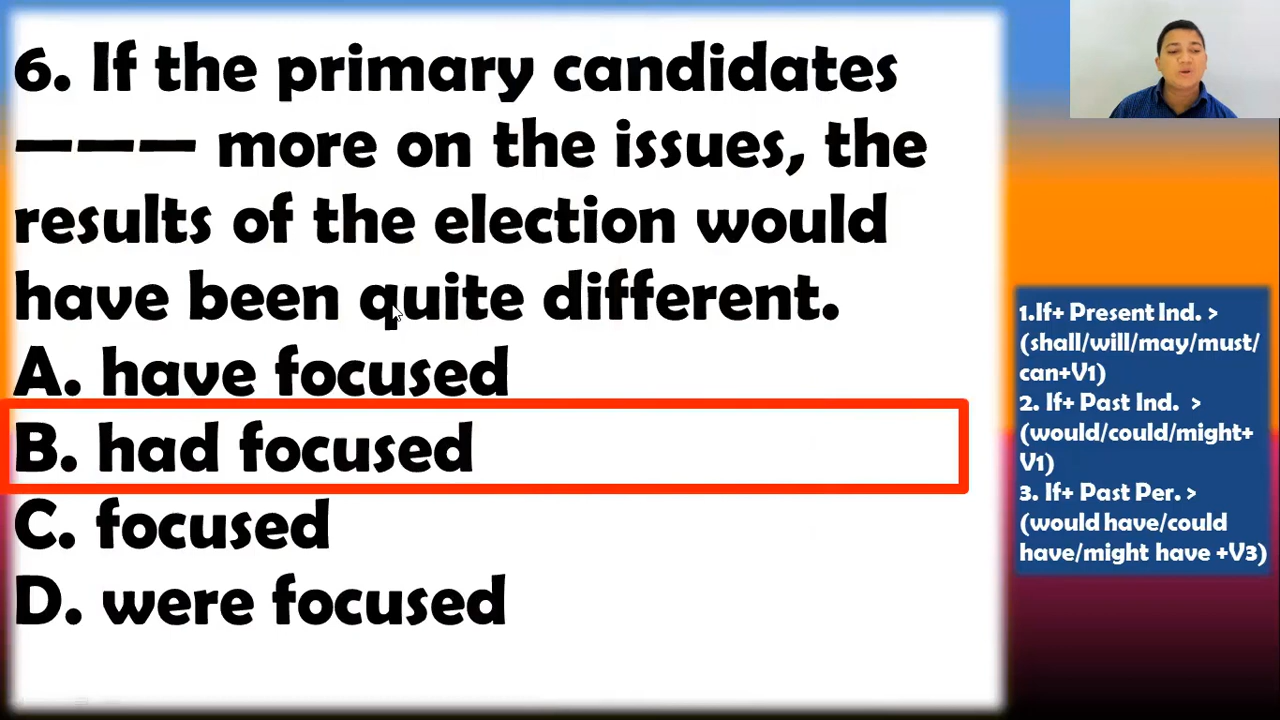 6. If the primary candidates
——— more on the issues, the
results of the election would
have been quite different.
A. have focused
B. had focused
C. focused
D. were focused
1.If+ Present Ind. >
(shall/will/may/must/
can+V1)
2. If+ Past Ind. >
(would/could/might+
V1)
3. If+ Past Per. >
(would have/could
have/might have +V3)